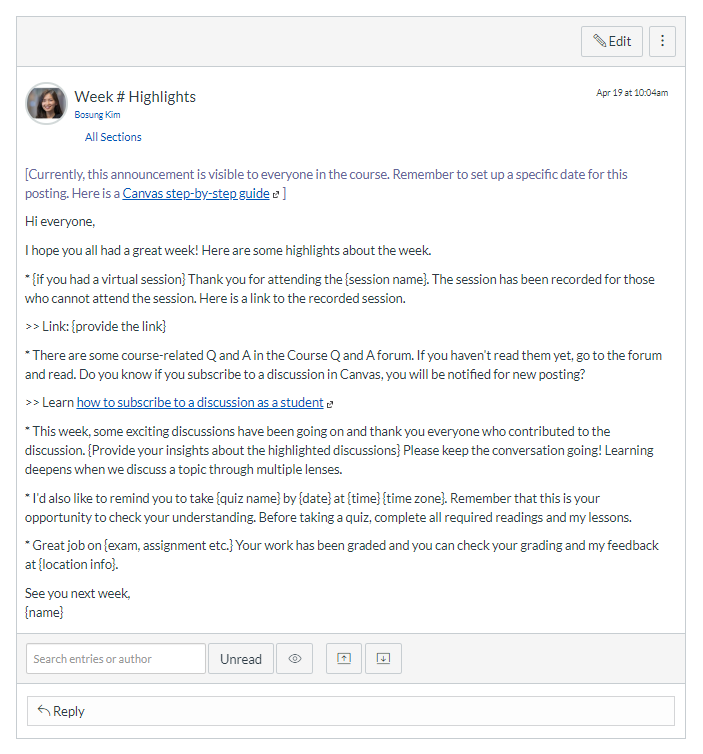 Edit
Week # Highlights
Apr 19 at 10:04am
Bosung Kim
All Sections
[Currently, this announcement is visible to everyone in the course. Remember to set up a specific date for this
posting. Here is a Canvas step-by-step guide ]
Hi everyone,
I hope you all had a great week! Here are some highlights about the week.
* {if you had a virtual session} Thank you for attending the {session name}. The session has been recorded for those
who cannot attend the session. Here is a link to the recorded session.
>> Link: {provide the link}
* There are some course-related Q and A in the Course Q and A forum. If you haven't read them yet, go to the forum
and read. Do you know if you subscribe to a discussion in Canvas, you will be notified for new posting?
>> Learn how to subscribe to a discussion as a student
* This week, some exciting discussions have been going on and thank you everyone who contributed to the
discussion. {Provide your insights about the highlighted discussions} Please keep the conversation going! Learning
deepens when we discuss a topic through multiple lenses.
* I'd also like to remind you to take {quiz name} by {date} at {time} {time zone}. Remember that this is your
opportunity to check your understanding. Before taking a quiz, complete all required readings and my lessons.
* Great job on {exam, assignment etc.} Your work has been graded and you can check your grading and my feedback
at {location info}.
See you next week,
{name}
Search entries or author
Unread
Reply